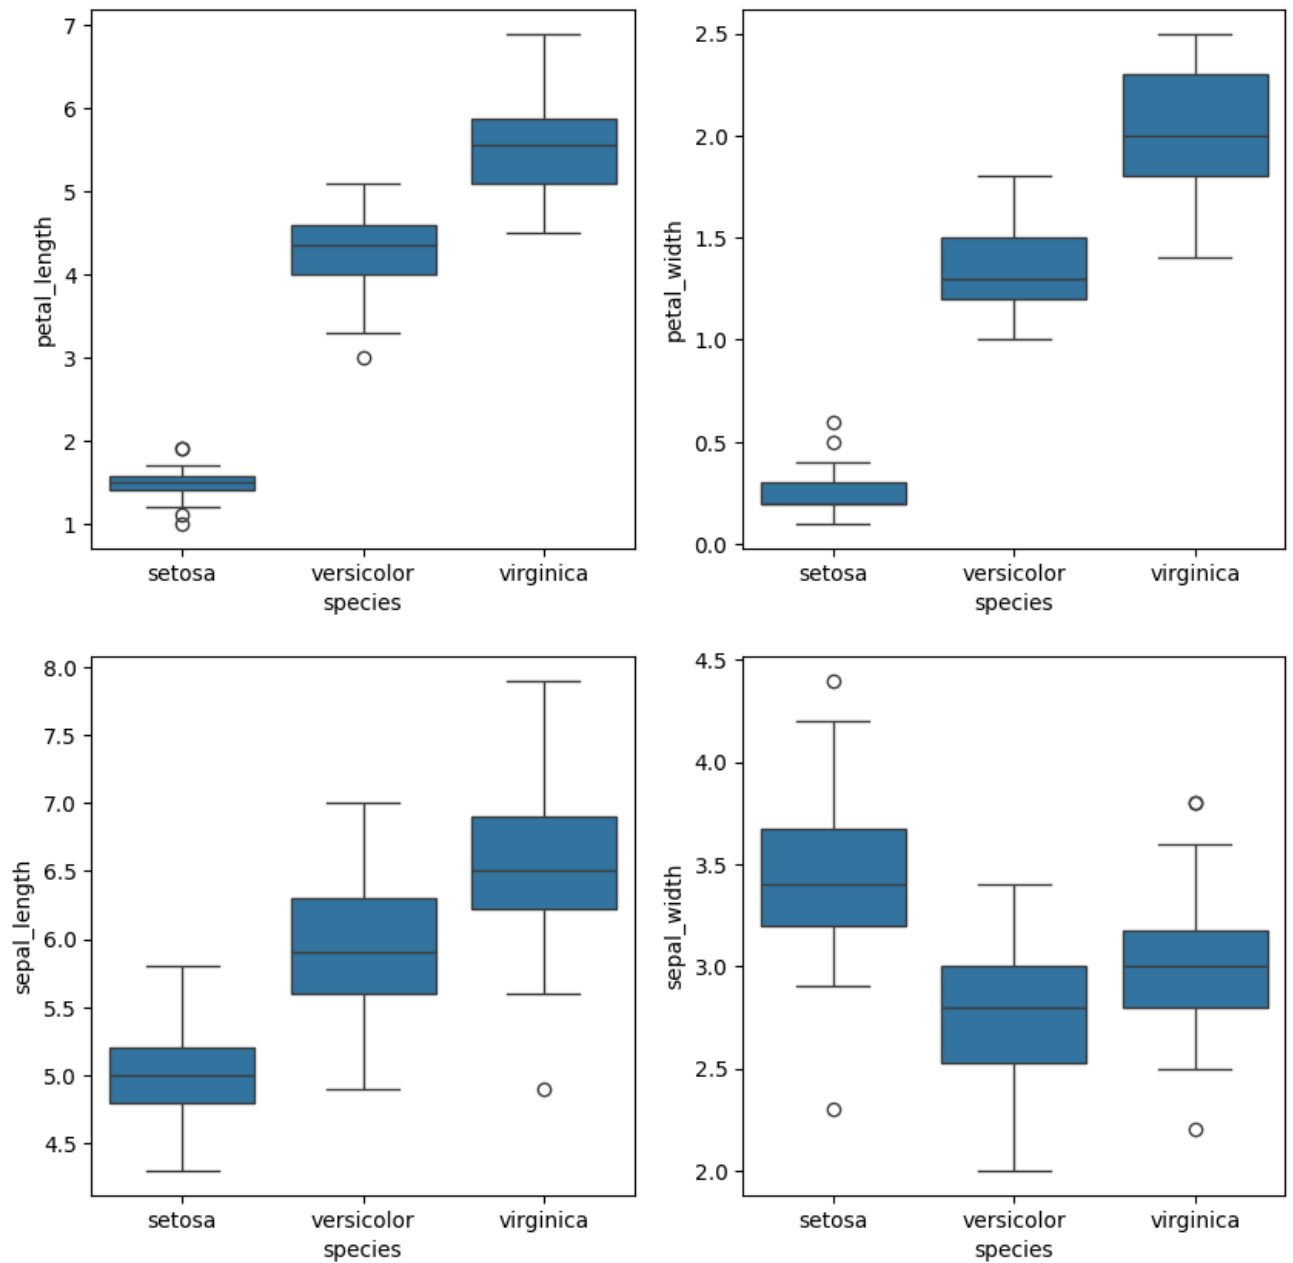 petal_length
7
6
5
4
3
2
1
setosa versicolor virginica
species
petal_width
2.5
2.0
1.5
1.0
0.5
0.0
setosa versicolor virginica
species
sepal_length
8.0
7.5
7.0
6.5
6.0
5.5
5.0
4.5
setosa versicolor virginica
species
sepal_width
4.5
4.0
3.5
3.0
2.5
2.0
setosa versicolor virginica
species